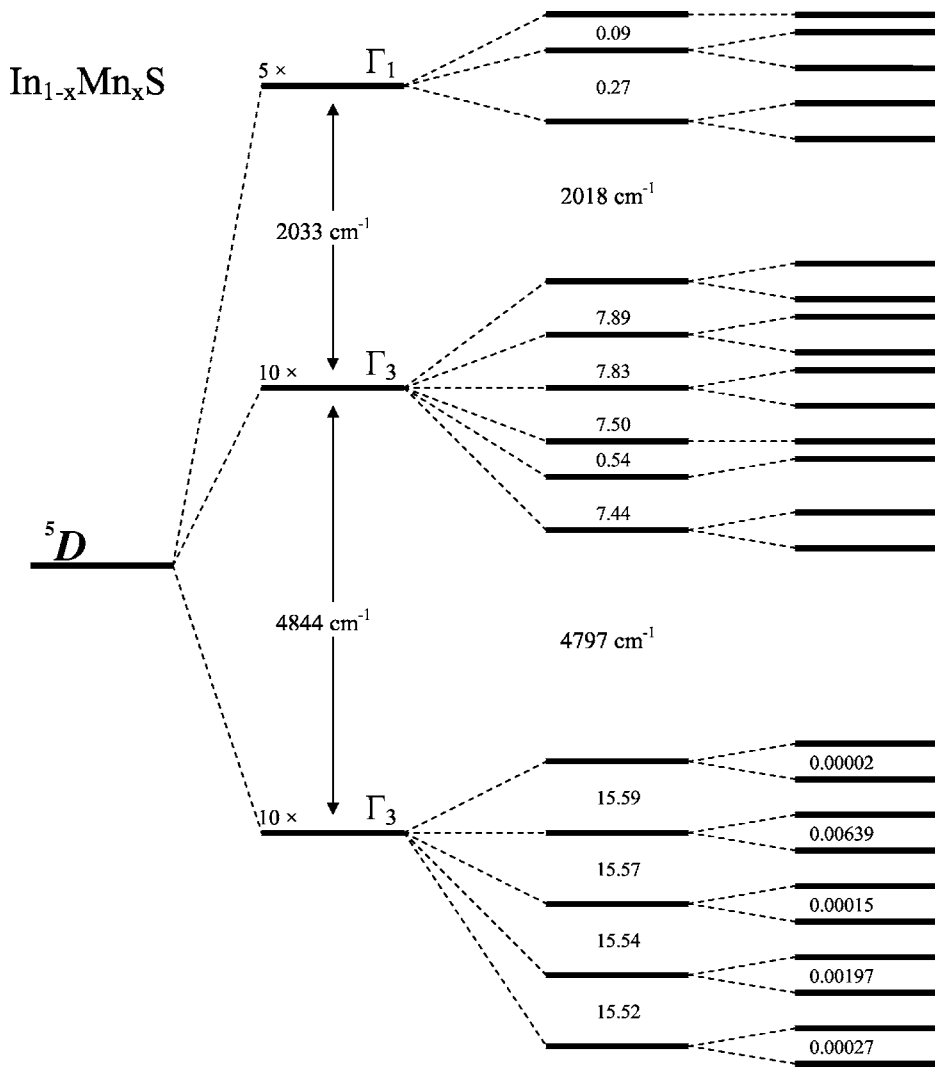 In1-xMnxS
5 ×
Γ1
0.09
0.27
2018 cm-1
2033 cm-1
10 ×
Γ3
7.89
7.83
7.50
0.54
7.44
5D
4844 cm-1
4797 cm-1
10 ×
Γ3
15.59
15.57
15.54
15.52
0.00002
0.00639
0.00015
0.00197
0.00027